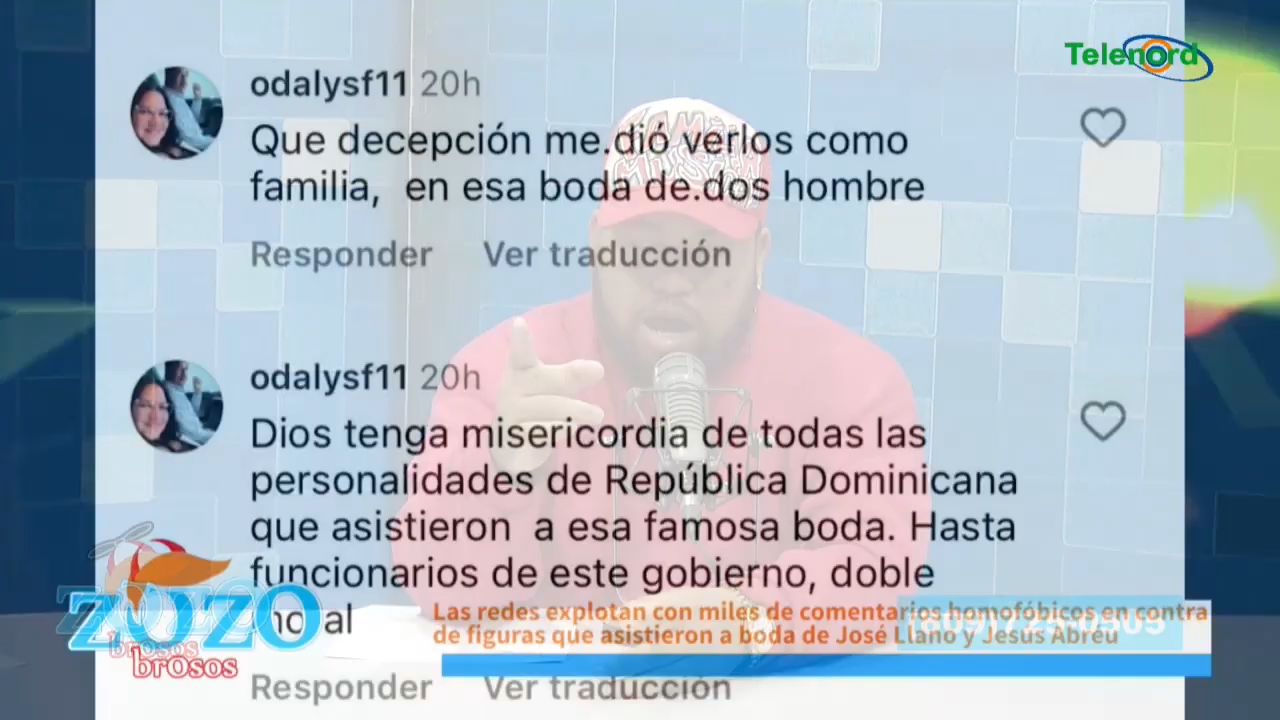 Telenord
odalysf11 20h
Que decepción me.dió verlos como
familia, en esa boda de.dos hombre
Responder Ver traducción
odalysf11 20h
Dios tenga misericordia de todas las
personalidades de República Dominicana
que asistieron a esa famosa boda. Hasta
funcionarios de este gobierno, doble
Las redes explotan con miles de comentarios homofóbicos en contra
de figuras que asistieron a boda de José Llano y Jesús Abréu
ZOZO
brOsos
Responder Ver traducción